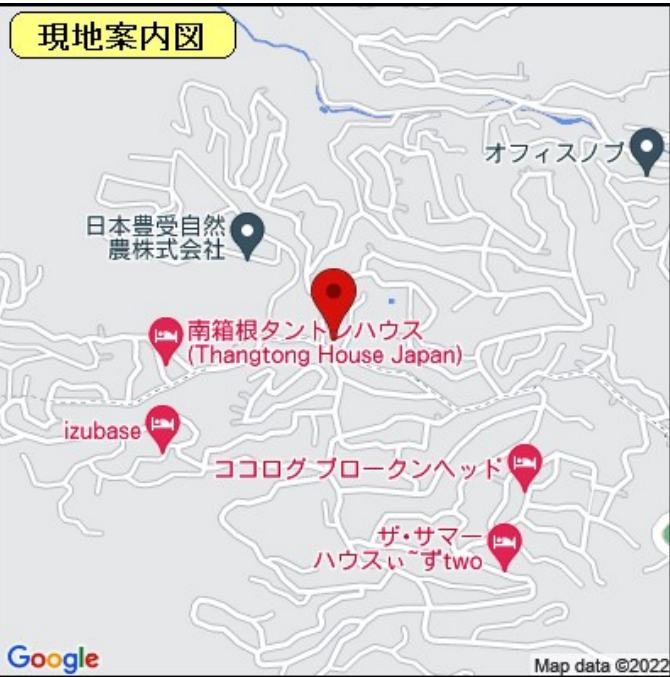 現地案内図
オフィスノブ
日本豊受自然
農株式会社
南箱根タントンハウス
(Thangtong House Japan)
izubase
ココログ ブロークンヘッド
ザ・サマー
ハウスぃ~ずtwo
Google
Map data ©2022